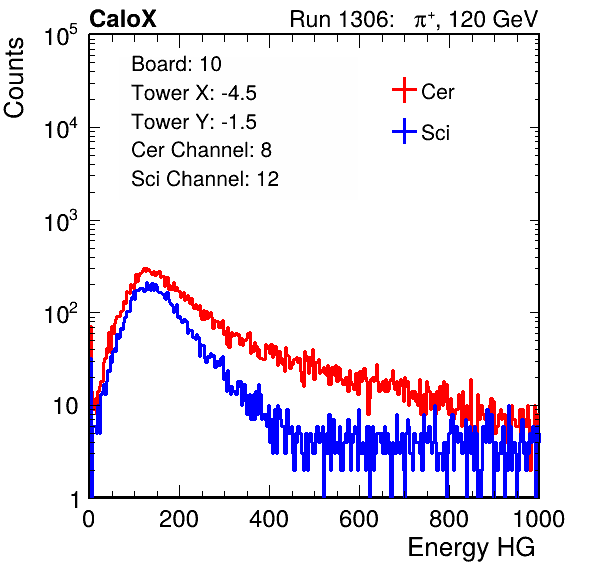 CaloX Run 1306: π⁺, 120 GeV
Counts
10⁵
10⁴
10³
10²
10
1
Board: 10
Tower X: -4.5
Tower Y: -1.5
Cer Channel: 8
Sci Channel: 12
Cer
Sci
0 200 400 600 800 1000
Energy HG